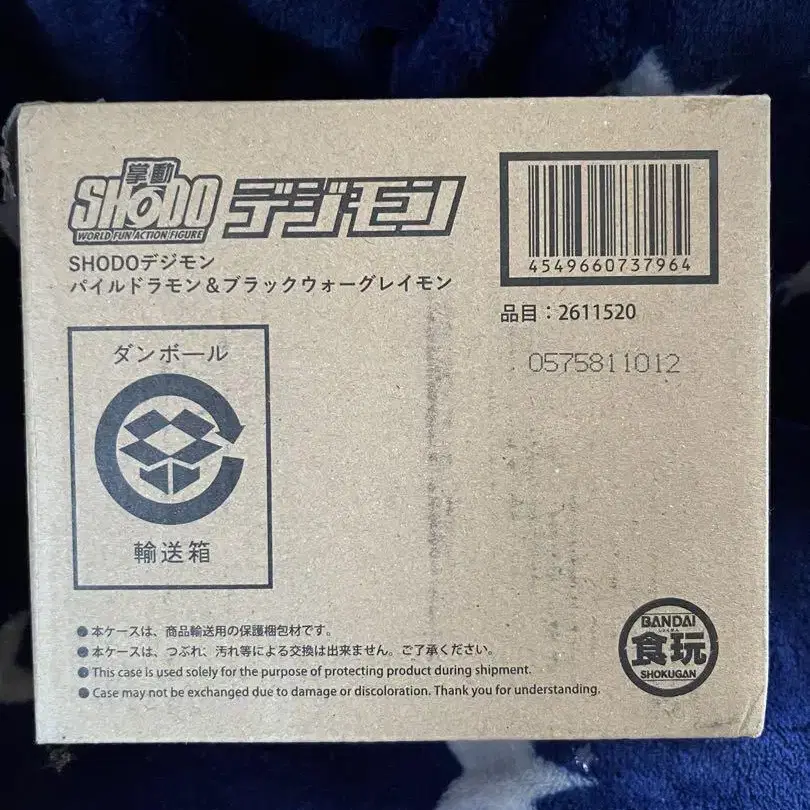 掌動
SHODO
WORLD FUN ACTION FIGURE
デジモン
SHODOデジモン
パイルドラモン&ブラックウォーグレイモン
4549660737964
品目:2611520
0575811012
ダンボール
輸送箱
●本ケースは、商品輸送用の保護梱包材です。
●本ケースは、つぶれ、汚れ等による交換は出来ません。ご了承ください。
●This case is used solely for the purpose of protecting product during shipment.
●Case may not be exchanged due to damage or discoloration. Thank you for understanding.
BANDAI
食玩
SHOKUGAN